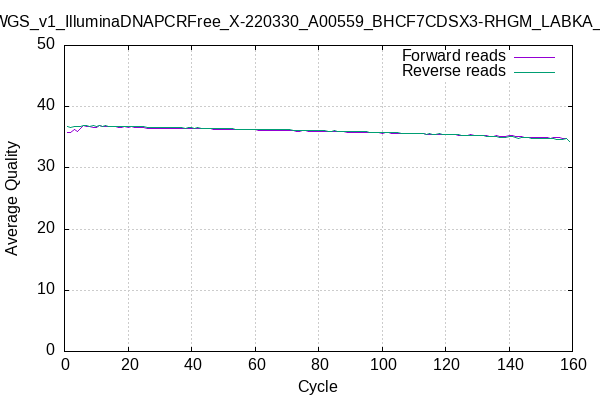 WGS_v1_IlluminaDNAPCRFree_X-220330_A00559_BHCF7CDSX3-RHGM_LABKA_
Forward reads
Reverse reads
50
40
30
20
10
0
Average Quality
0 20 40 60 80 100 120 140 160
Cycle